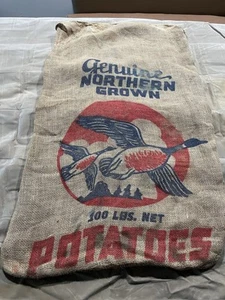 Genuine
NORTHERN
GROWN
100 LBS. NET
POTATOES